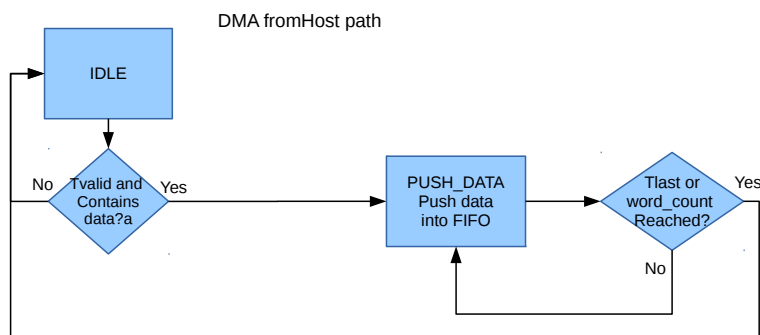 DMA fromHost path
IDLE
No
Tvalid and
Contains
data?a
Yes
PUSH_DATA
Push data
into FIFO
Tlast or
word_count
Reached?
Yes
No